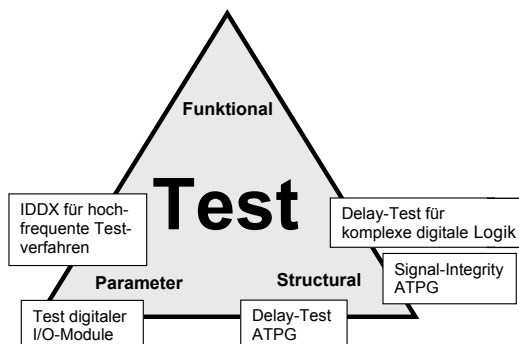 Funktional
Test
IDDX für hoch-
frequente Test-
verfahren
Delay-Test für
komplexe digitale Logik
Parameter
Structural
Signal-Integrity
ATPG
Test digitaler
I/O-Module
Delay-Test
ATPG